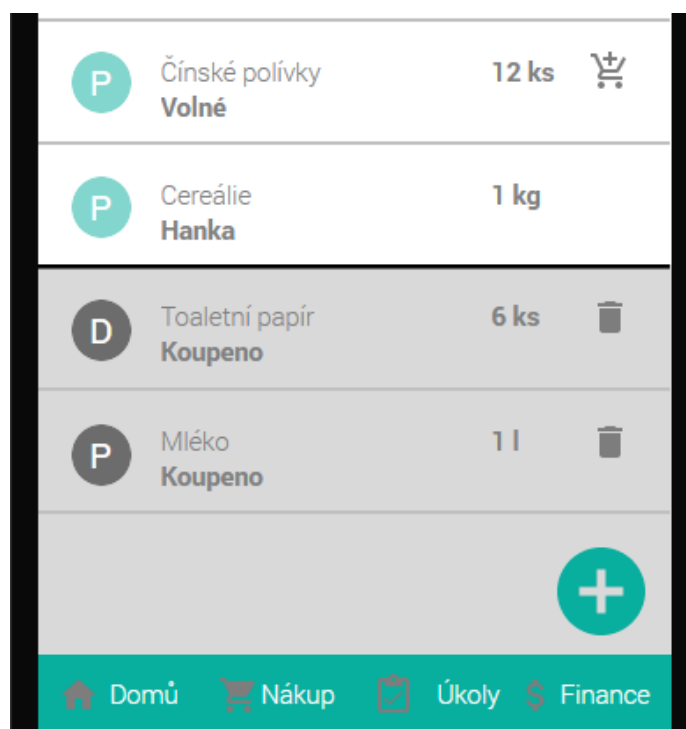 P Čínské polívky 12 ks
Volné
P Cereálie 1 kg
Hanka
D Toaletní papír 6 ks
Koupeno
P Mléko 1 l
Koupeno
Domů Nákup Úkoly $ Finance